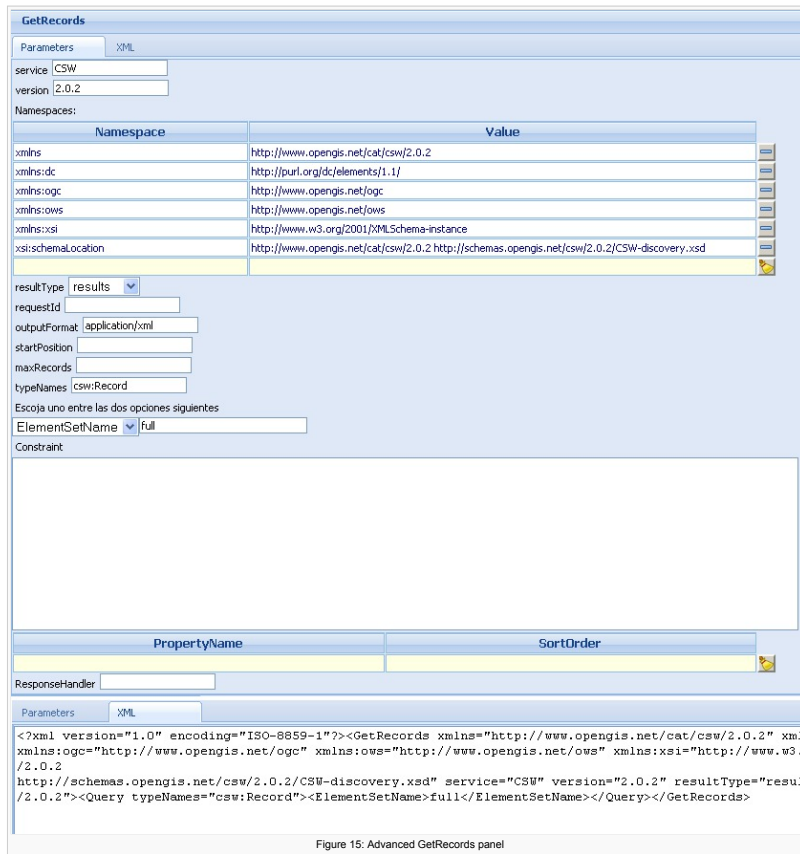 GetRecords
Parameters XML
service CSW
version 2.0.2
Namespaces:
Namespace Value
xmlns http://www.opengis.net/cat/csw/2.0.2
xmlns:dc http://purl.org/dc/elements/1.1/
xmlns:ogc http://www.opengis.net/ogc
xmlns:ows http://www.opengis.net/ows
xmlns:xsi http://www.w3.org/2001/XMLSchema-instance
xsi:schemaLocation http://www.opengis.net/cat/csw/2.0.2 http://schemas.opengis.net/csw/2.0.2/CSW-discovery.xsd
resultType results
requestId
outputFormat application/xml
startPosition
maxRecords
typeNames csw:Record
Escoja uno entre las dos opciones siguientes
ElementSetName full
Constraint
PropertyName SortOrder
ResponseHandler
Parameters XML
<?xml version="1.0" encoding="ISO-8859-1"?><GetRecords xmlns="http://www.opengis.net/cat/csw/2.0.2" xml
xmlns:ogc="http://www.opengis.net/ogc" xmlns:ows="http://www.opengis.net/ows" xmlns:xsi="http://www.w3.
/2.0.2
http://schemas.opengis.net/csw/2.0.2/CSW-discovery.xsd" service="CSW" version="2.0.2" resultType="resul
/2.0.2"><Query typeNames="csw:Record"><ElementSetName>full</ElementSetName></Query></GetRecords>
Figure 15: Advanced GetRecords panel